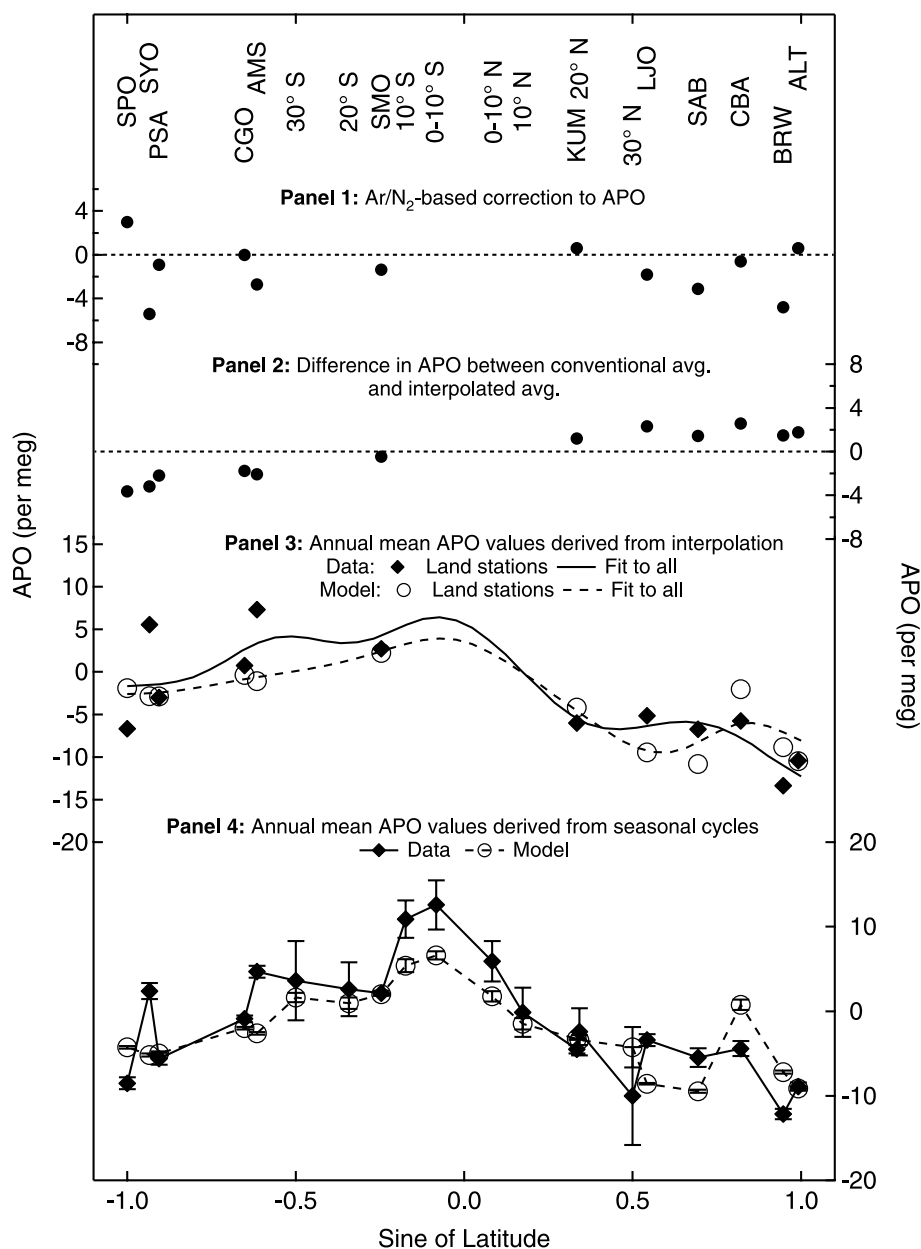 SPO
PSA
SYO
CGO
AMS
30° S
20° S
SMO
10° S
0-10° S
0-10° N
10° N
KUM
20° N
30° N
LJO
SAB
CBA
BRW
ALT
Panel 1: Ar/N2-based correction to APO
4
0
-4
-8
Panel 2: Difference in APO between conventional avg.
and interpolated avg.
8
4
0
-4
-8
Panel 3: Annual mean APO values derived from interpolation
Data: Land stations Fit to all
Model: Land stations Fit to all
15
10
5
0
-5
-10
-15
-20
Panel 4: Annual mean APO values derived from seasonal cycles
Data Model
20
10
0
-10
-20
APO (per meg)
APO (per meg)
-1.0 -0.5 0.0 0.5 1.0
Sine of Latitude